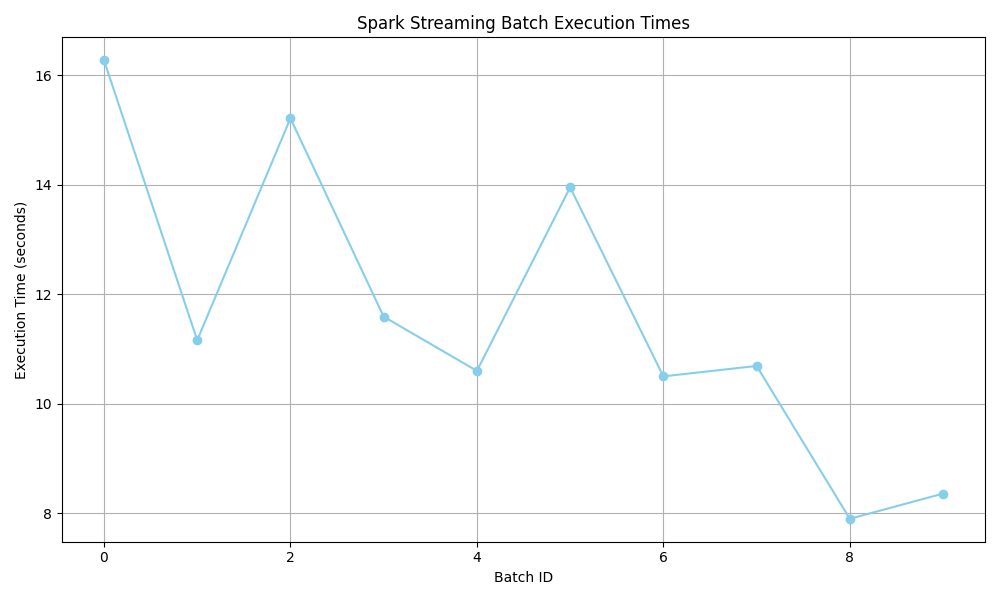 Spark Streaming Batch Execution Times
Execution Time (seconds)
16
14
12
10
8
0 2 4 6 8
Batch ID